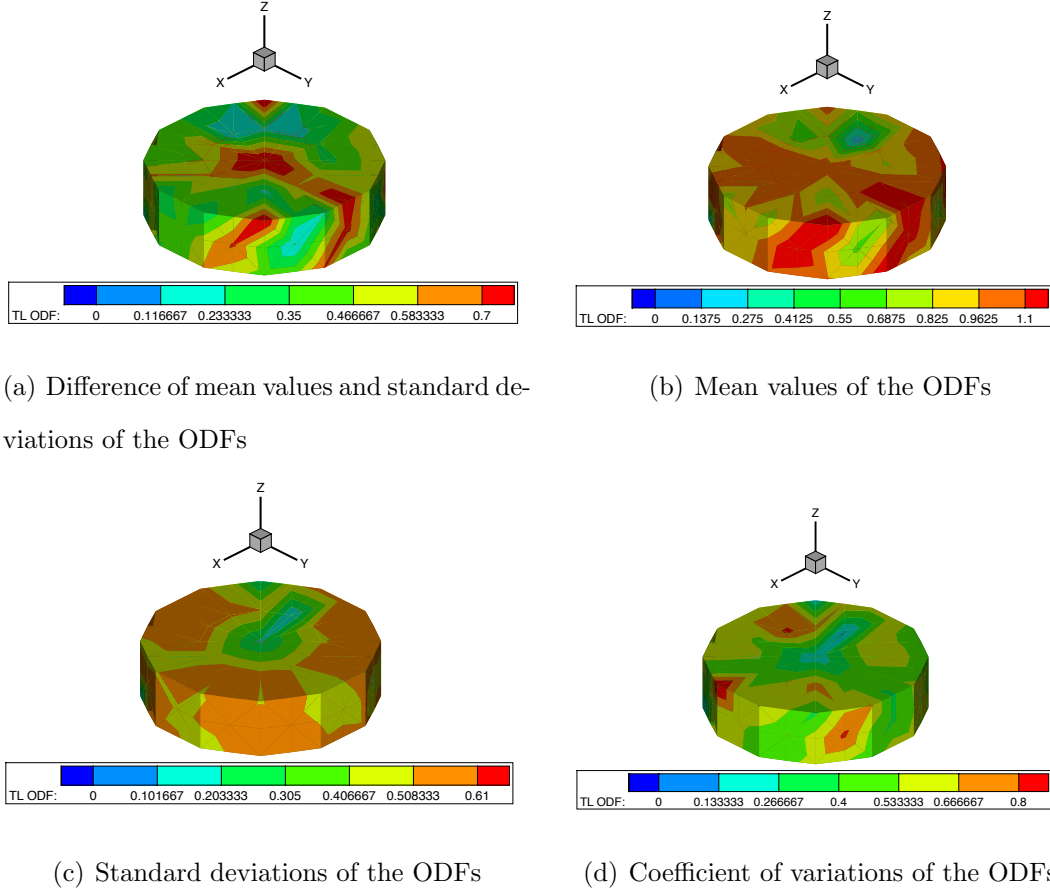 Z
X
Y
TL ODF: 0 0.116667 0.233333 0.35 0.466667 0.583333 0.7
(a) Difference of mean values and standard de-
viations of the ODFs
Z
X
Y
TL ODF: 0 0.1375 0.275 0.4125 0.55 0.6875 0.825 0.9625 1.1
(b) Mean values of the ODFs
Z
X
Y
TL ODF: 0 0.101667 0.203333 0.305 0.406667 0.508333 0.61
(c) Standard deviations of the ODFs
Z
X
Y
TL ODF: 0 0.133333 0.266667 0.4 0.533333 0.666667 0.8
(d) Coefficient of variations of the ODFs